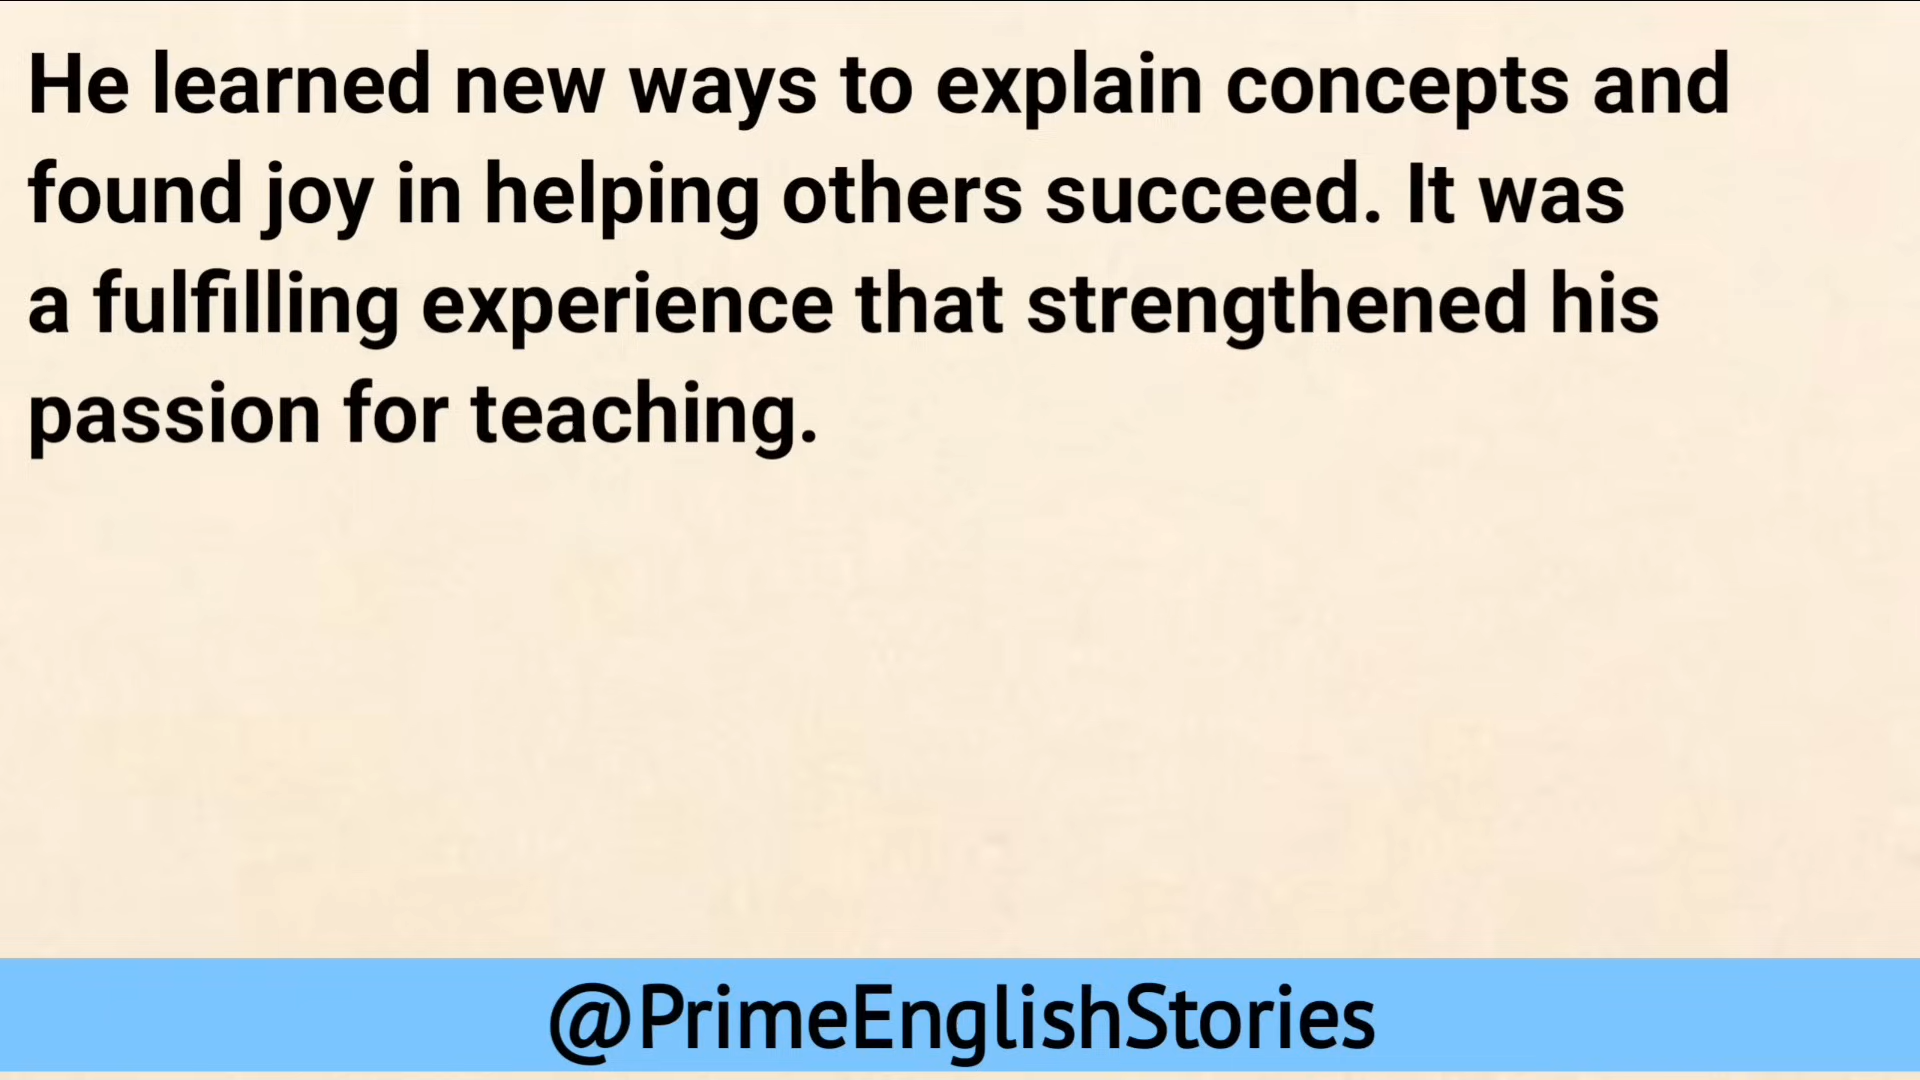 He learned new ways to explain concepts and
found joy in helping others succeed. It was
a fulfilling experience that strengthened his
passion for teaching.
@PrimeEnglishStories